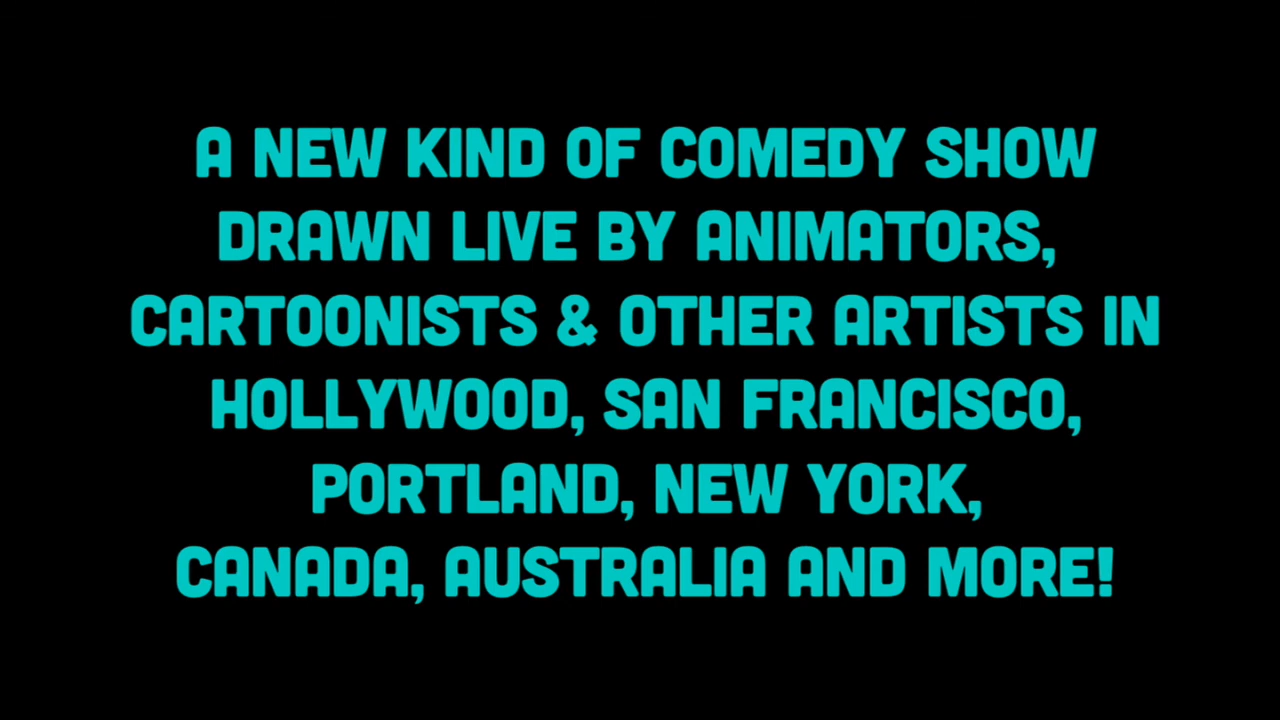 A NEW KIND OF COMEDY SHOW
DRAWN LIVE BY ANIMATORS,
CARTOONISTS & OTHER ARTISTS IN
HOLLYWOOD, SAN FRANCISCO,
PORTLAND, NEW YORK,
CANADA, AUSTRALIA AND MORE!